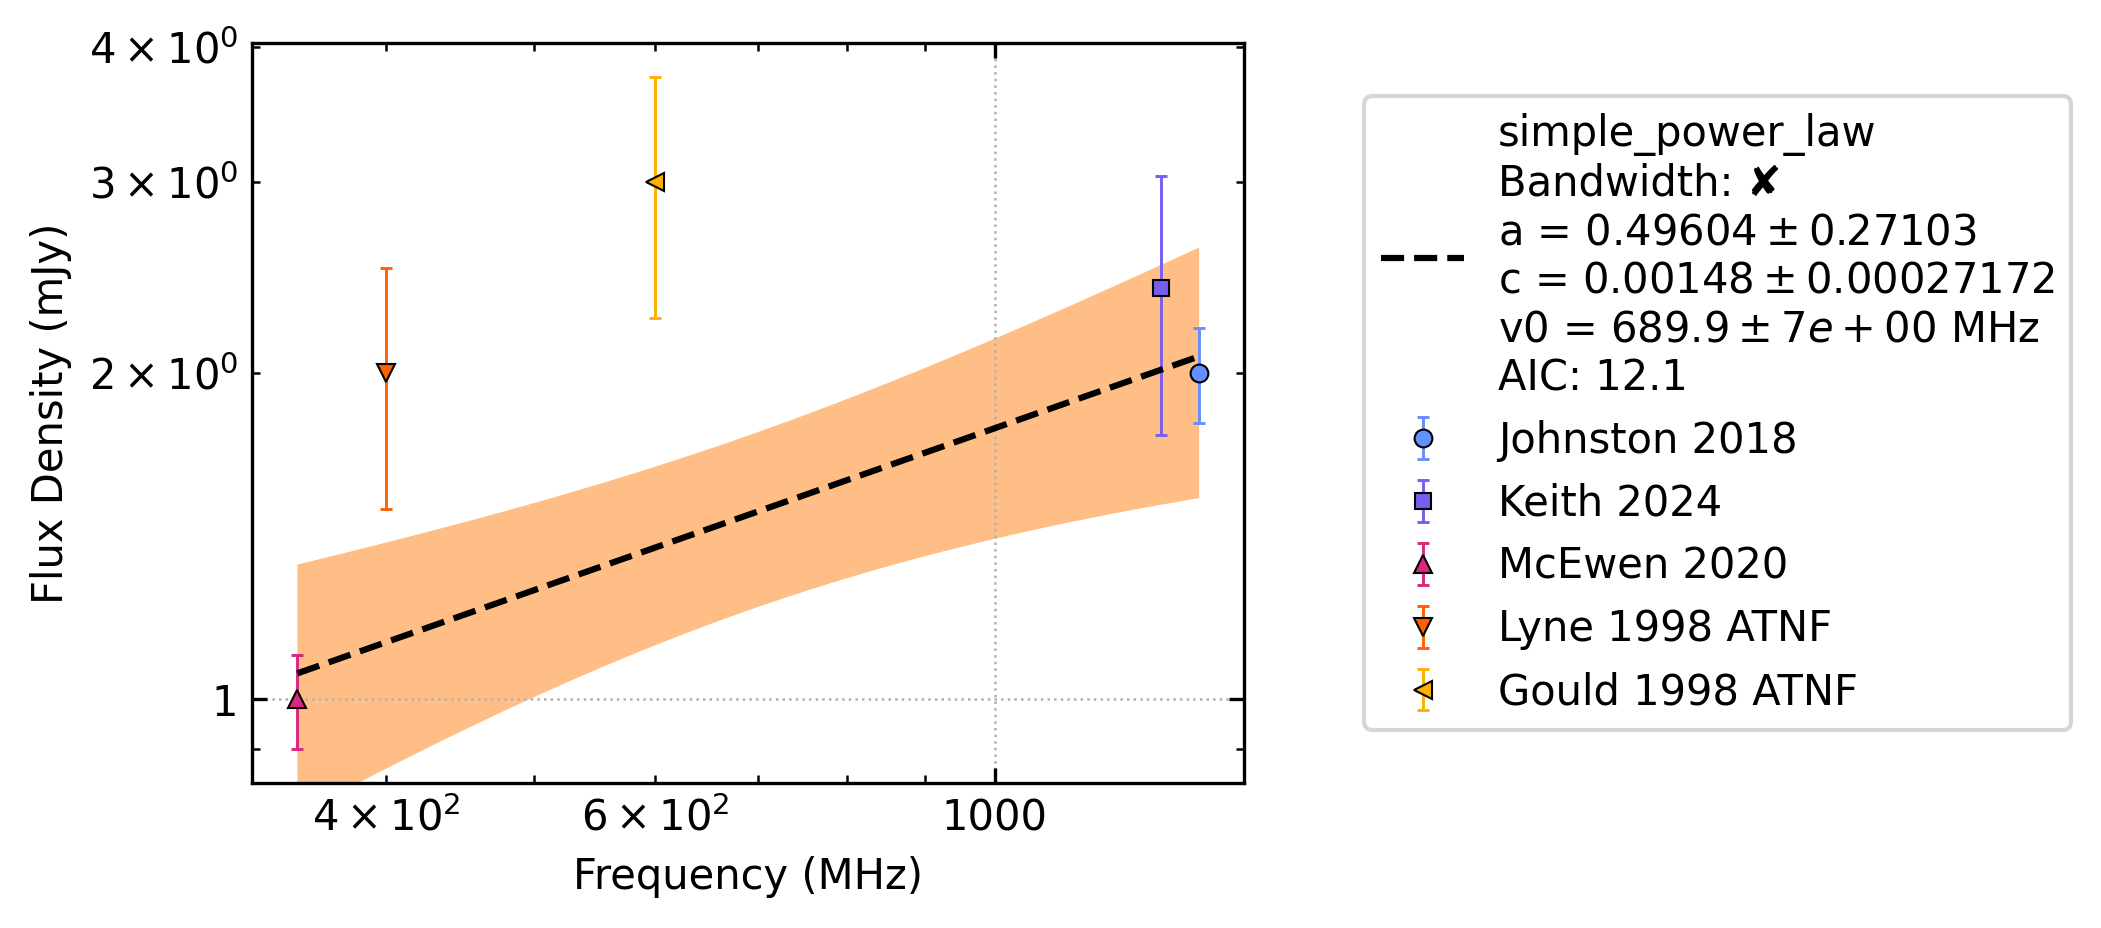 4×10⁰
3×10⁰
2×10⁰
1
Flux Density (mJy)
4×10²
6×10²
1000
Frequency (MHz)
simple_power_law
Bandwidth: ✘
a = 0.49604 ± 0.27103
c = 0.00148 ± 0.00027172
v0 = 689.9 ± 7e + 00 MHz
AIC: 12.1
Johnston 2018
Keith 2024
McEwen 2020
Lyne 1998 ATNF
Gould 1998 ATNF